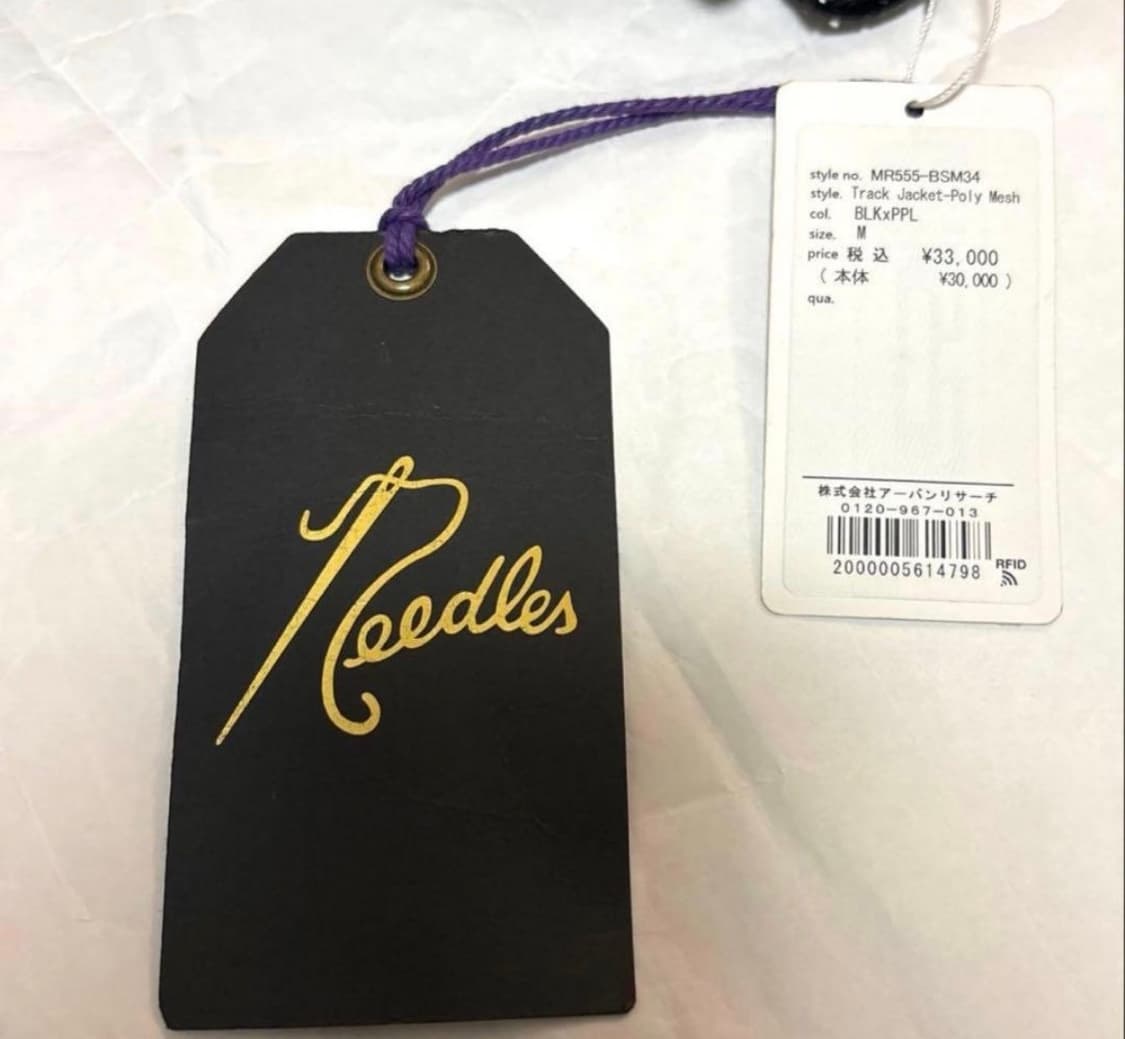 Needles
style no. MR555-BSM34
style. Track Jacket-Poly Mesh
col. BLKxPPL
size. M
price 税込 ¥33,000
(本体 ¥30,000)
qua.
株式会社アーバンリサーチ
0120-967-013
2000005614798
RFID